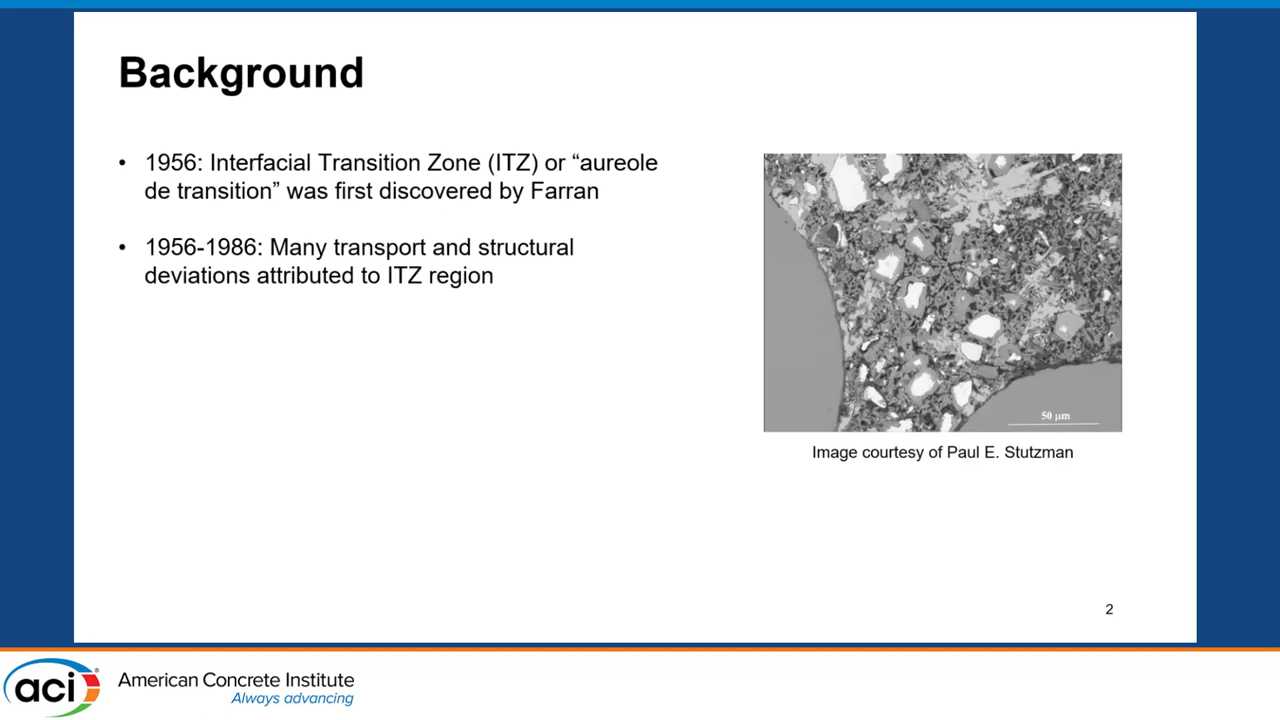 Background
• 1956: Interfacial Transition Zone (ITZ) or “aureole
de transition” was first discovered by Farran
• 1956-1986: Many transport and structural
deviations attributed to ITZ region
50 µm
Image courtesy of Paul E. Stutzman
2
aci®
American Concrete Institute
Always advancing